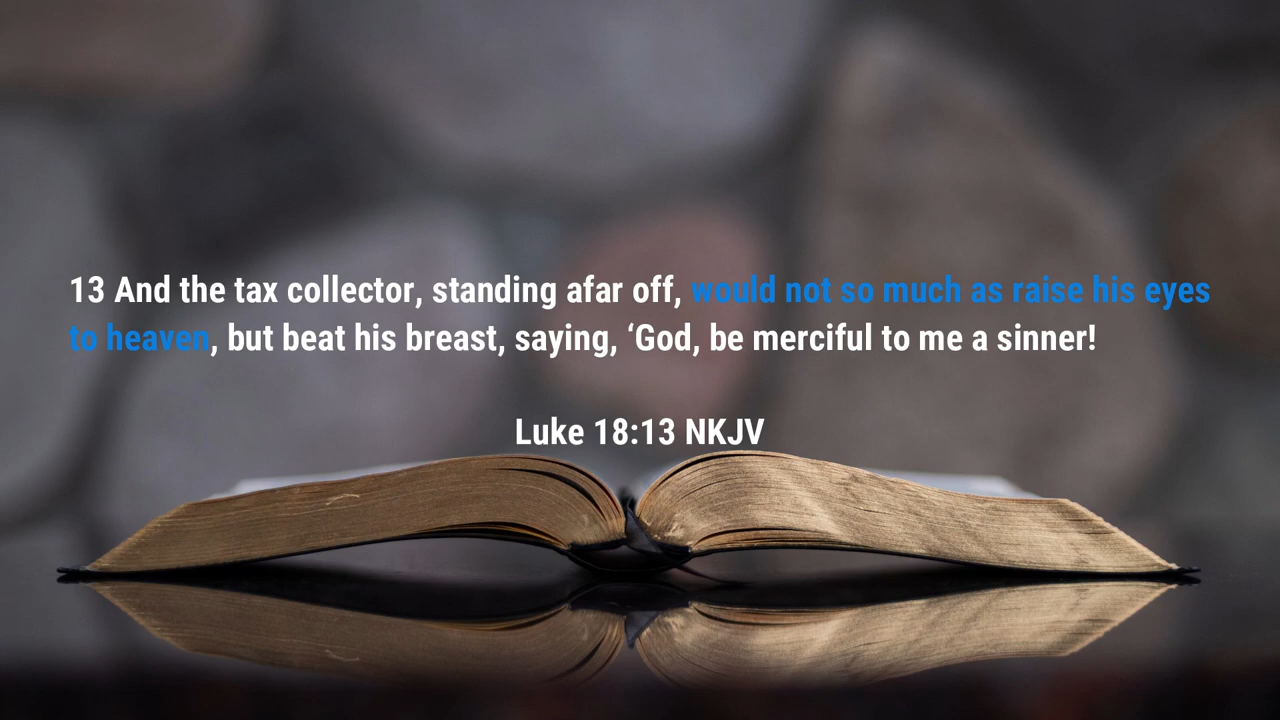 13 And the tax collector, standing afar off, would not so much as raise his eyes
to heaven, but beat his breast, saying, ‘God, be merciful to me a sinner!
Luke 18:13 NKJV